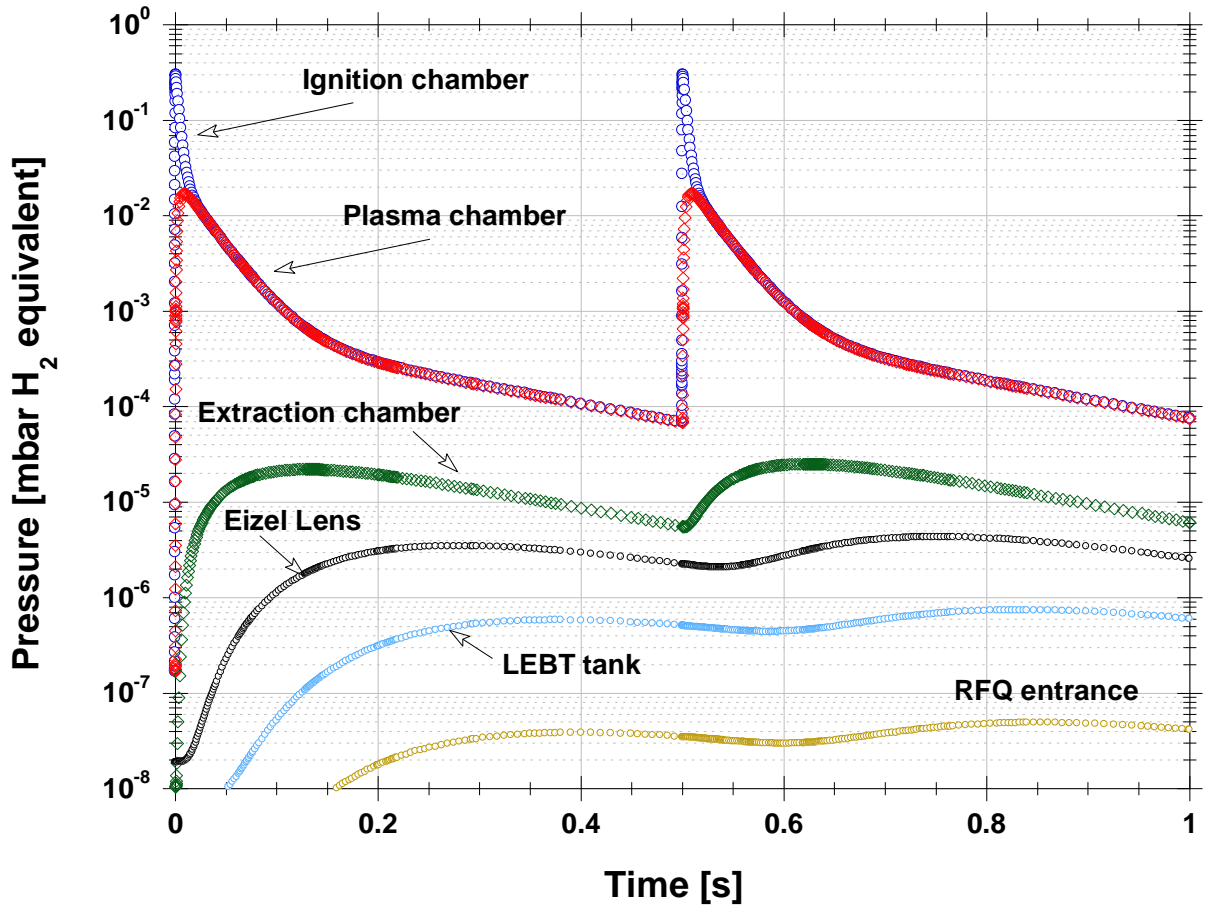 10^0
10^-1
10^-2
10^-3
10^-4
10^-5
10^-6
10^-7
10^-8
Pressure [mbar H_2 equivalent]
Ignition chamber
Plasma chamber
Extraction chamber
Eizel Lens
LEBT tank
RFQ entrance
0 0.2 0.4 0.6 0.8 1
Time [s]